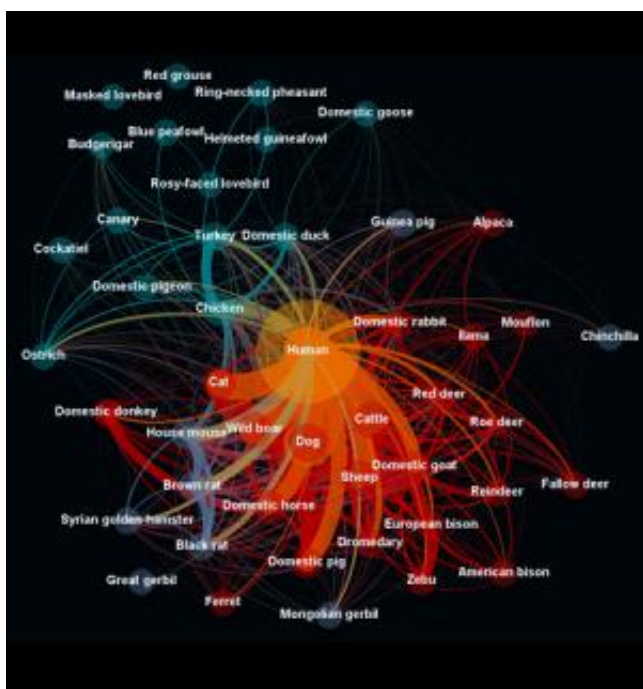 Red grouse
Masked lovebird
Ring-necked pheasant
Domestic goose
Blue peafowl
Helmeted guineafowl
Budgerigar
Rosy-faced lovebird
Canary
Guinea pig
Alpaca
Turkey
Domestic duck
Cockatiel
Domestic pigeon
Chicken
Domestic rabbit
Mouflon
llama
Chinchilla
Human
Ostrich
Cat
Red deer
Domestic donkey
Cattle
Roe deer
House mouse
Wild boar
Dog
Domestic goat
Sheep
Brown rat
Reindeer
Fallow deer
Domestic horse
Syrian golden hamster
European bison
Dromedary
Black rat
Domestic pig
American bison
Zebu
Great gerbil
Ferret
Mongolian gerbil